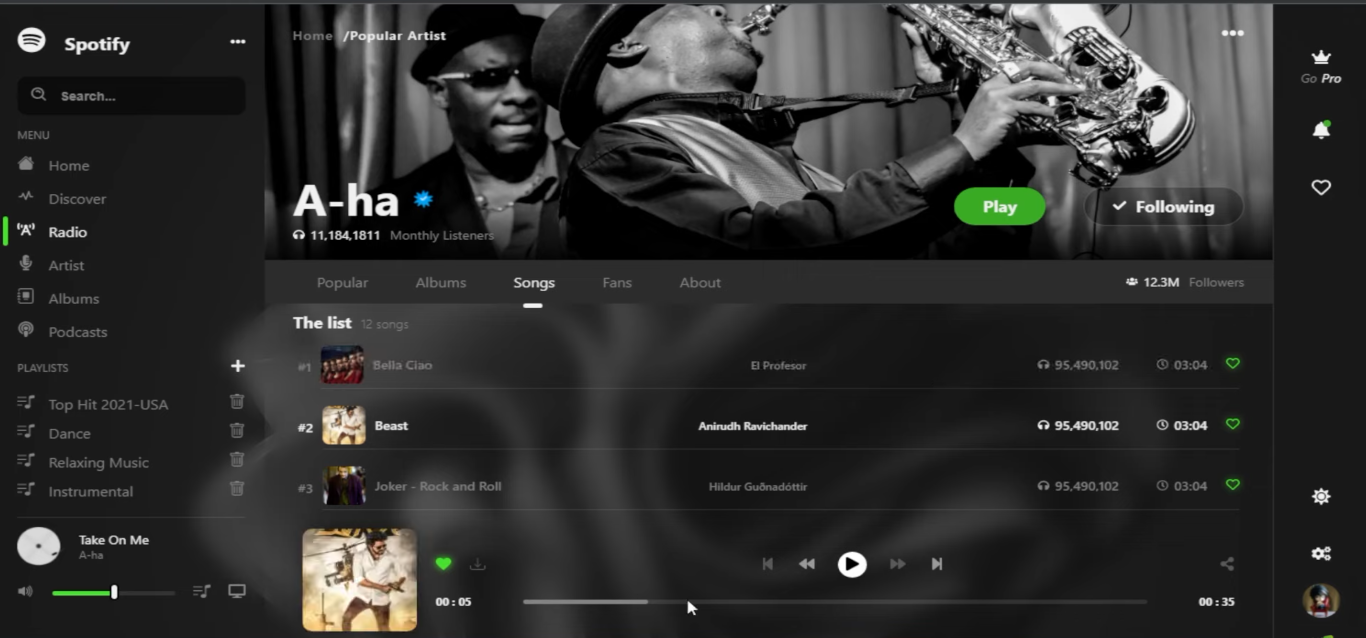 Spotify
Search...
MENU
Home
Discover
Radio
Artist
Albums
Podcasts
PLAYLISTS
Top Hit 2021-USA
Dance
Relaxing Music
Instrumental
Take On Me
A-ha
Home /Popular Artist
A-ha
11,184,1811 Monthly Listeners
Play
Following
Popular Albums Songs Fans About
12.3M Followers
The list 12 songs
#1 Bella Ciao El Profesor 95,490,102 03:04
#2 Beast Anirudh Ravichander 95,490,102 03:04
#3 Joker - Rock and Roll Hildur Guðnadóttir 95,490,102 03:04
00 : 05
00 : 35
Go Pro